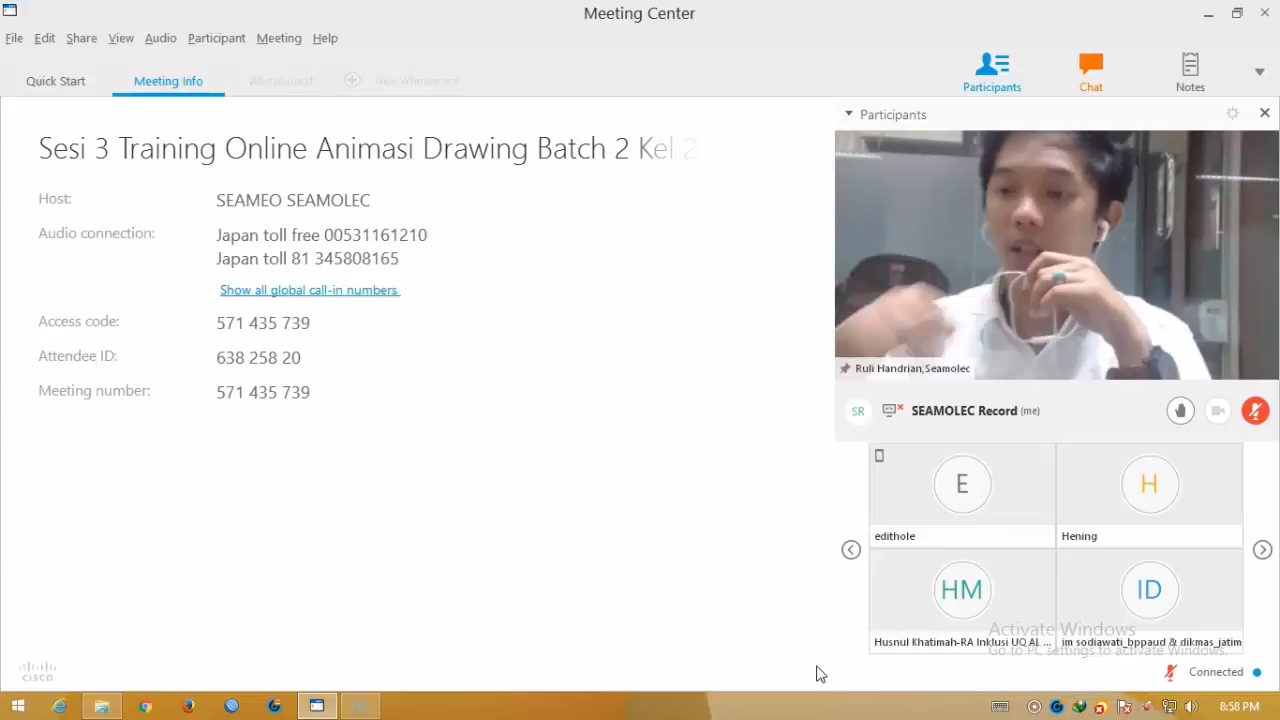 Meeting Center
File Edit Share View Audio Participant Meeting Help
Quick Start Meeting Info Whiteboard New Whiteboard
Participants Chat Notes
Participants
Sesi 3 Training Online Animasi Drawing Batch 2 Kel 2
Host: SEAMEO SEAMOLEC
Audio connection: Japan toll free 00531161210
Japan toll 81 345808165
Show all global call-in numbers
Access code: 571 435 739
Attendee ID: 638 258 20
Meeting number: 571 435 739
Ruli Handrian,Seamolec
SR SEAMOLEC Record (me)
E H
edithole Hening
HM ID
Husnul Khatimah-RA Inklusi UQ AL ... im sodiawati_bppaud & dikmas_jatim
Activate Windows
Go to PC settings to activate Windows.
Connected
cisco
8:58 PM